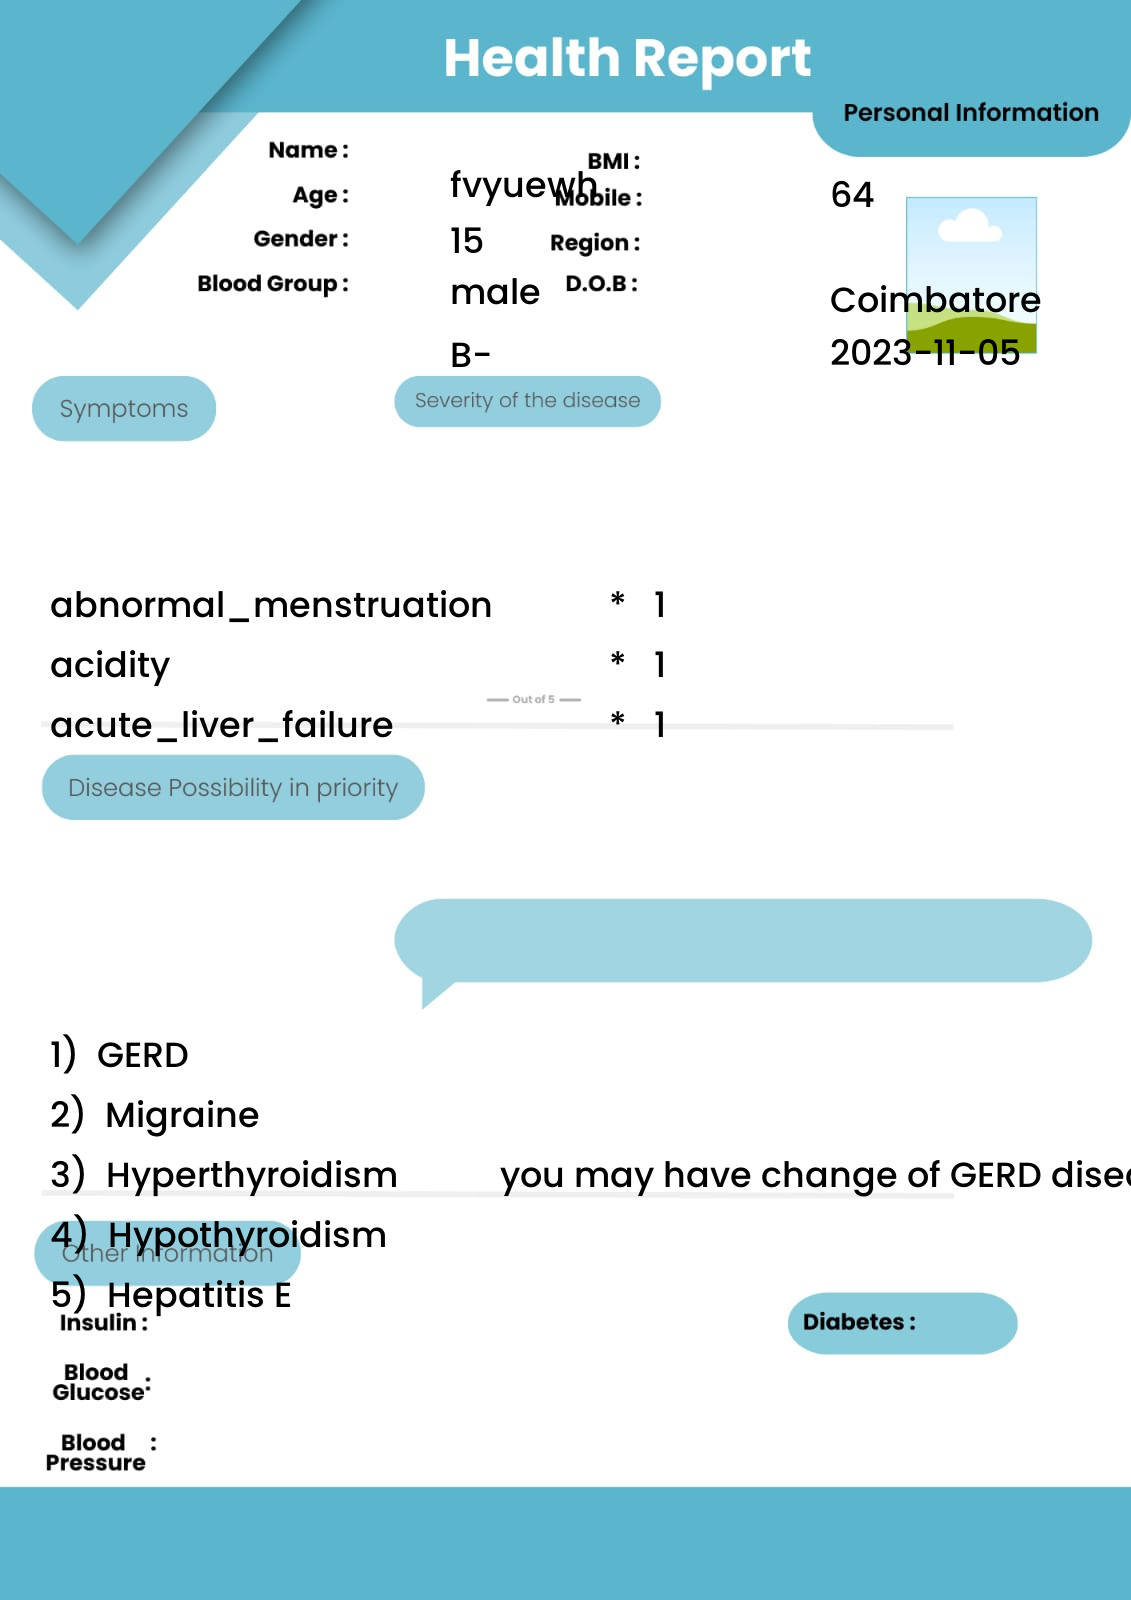 Health Report
Personal Information
Name :
fvyuewh
Age :
15
Gender :
male
Blood Group :
B-
BMI :
64
Mobile :
Region :
Coimbatore
D.O.B :
2023-11-05
Symptoms
Severity of the disease
abnormal_menstruation * 1
acidity * 1
Out of 5
acute_liver_failure * 1
Disease Possibility in priority
1) GERD
2) Migraine
3) Hyperthyroidism
you may have change of GERD
4) Hypothyroidism
Other Information
5) Hepatitis E
Insulin :
Diabetes :
Blood Glucose :
Blood Pressure :